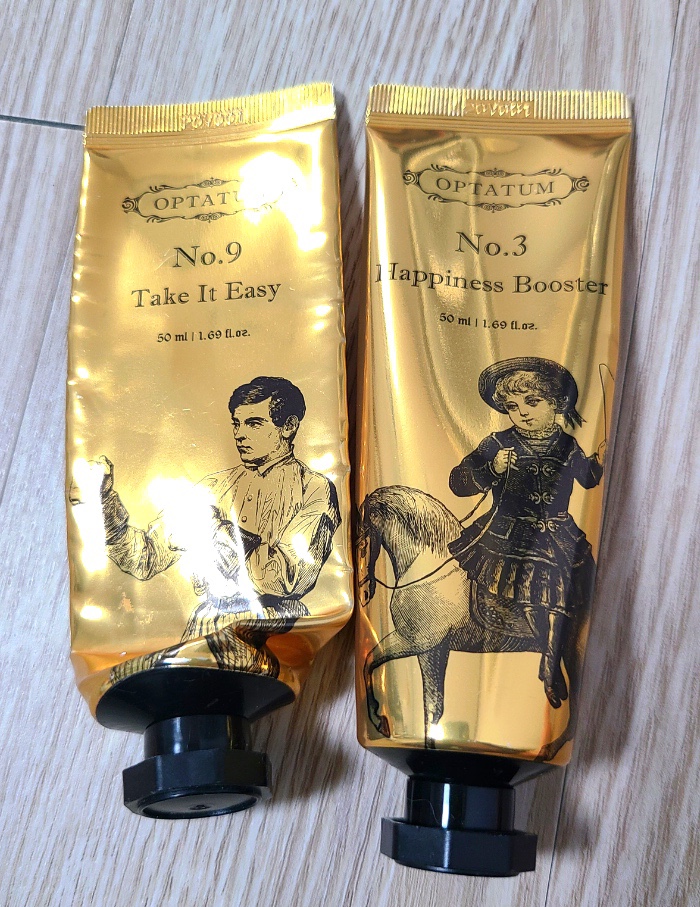 OPTATUM
No.9
Take It Easy
50 ml | 1.69 fl.oz.
OPTATUM
No.3
Happiness Booster
50 ml | 1.69 fl.oz.